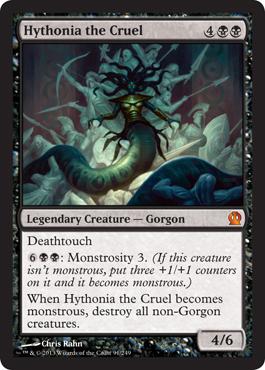 Hythonia the Cruel 4
Legendary Creature — Gorgon
Deathtouch
6: Monstrosity 3. (If this creature
isn't monstrous, put three +1/+1 counters
on it and it becomes monstrous.)
When Hythonia the Cruel becomes
monstrous, destroy all non-Gorgon
creatures.
Chris Rahn
™ & © 2013 Wizards of the Coast 91/249
4/6